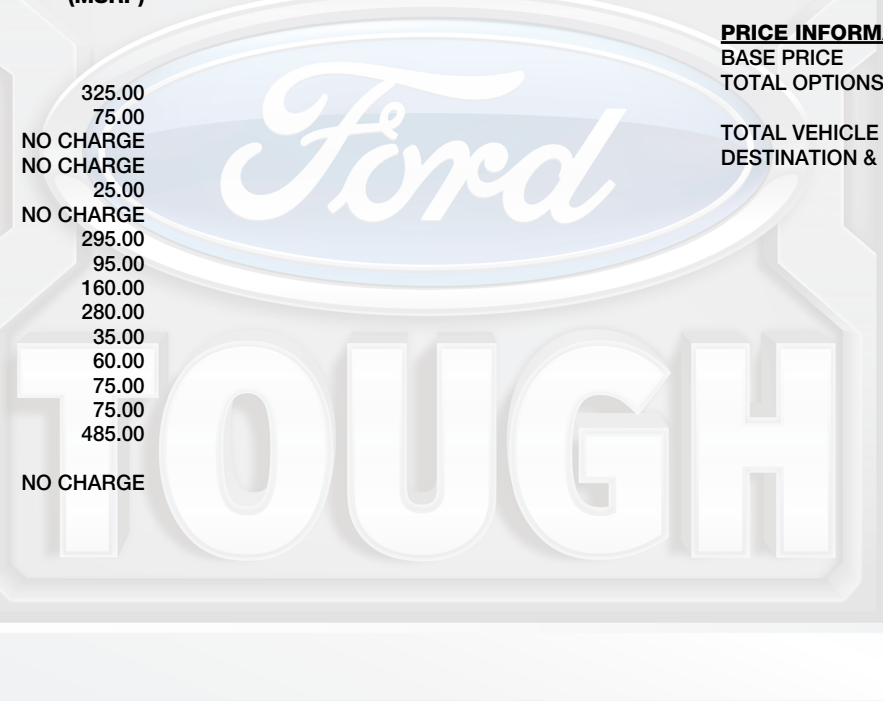 (MSRP)
325.00
75.00
NO CHARGE
NO CHARGE
25.00
NO CHARGE
295.00
95.00
160.00
280.00
35.00
60.00
75.00
75.00
485.00
NO CHARGE
PRICE INFORMA
BASE PRICE
TOTAL OPTIONS
TOTAL VEHICLE
DESTINATION &
Ford
TOUGH